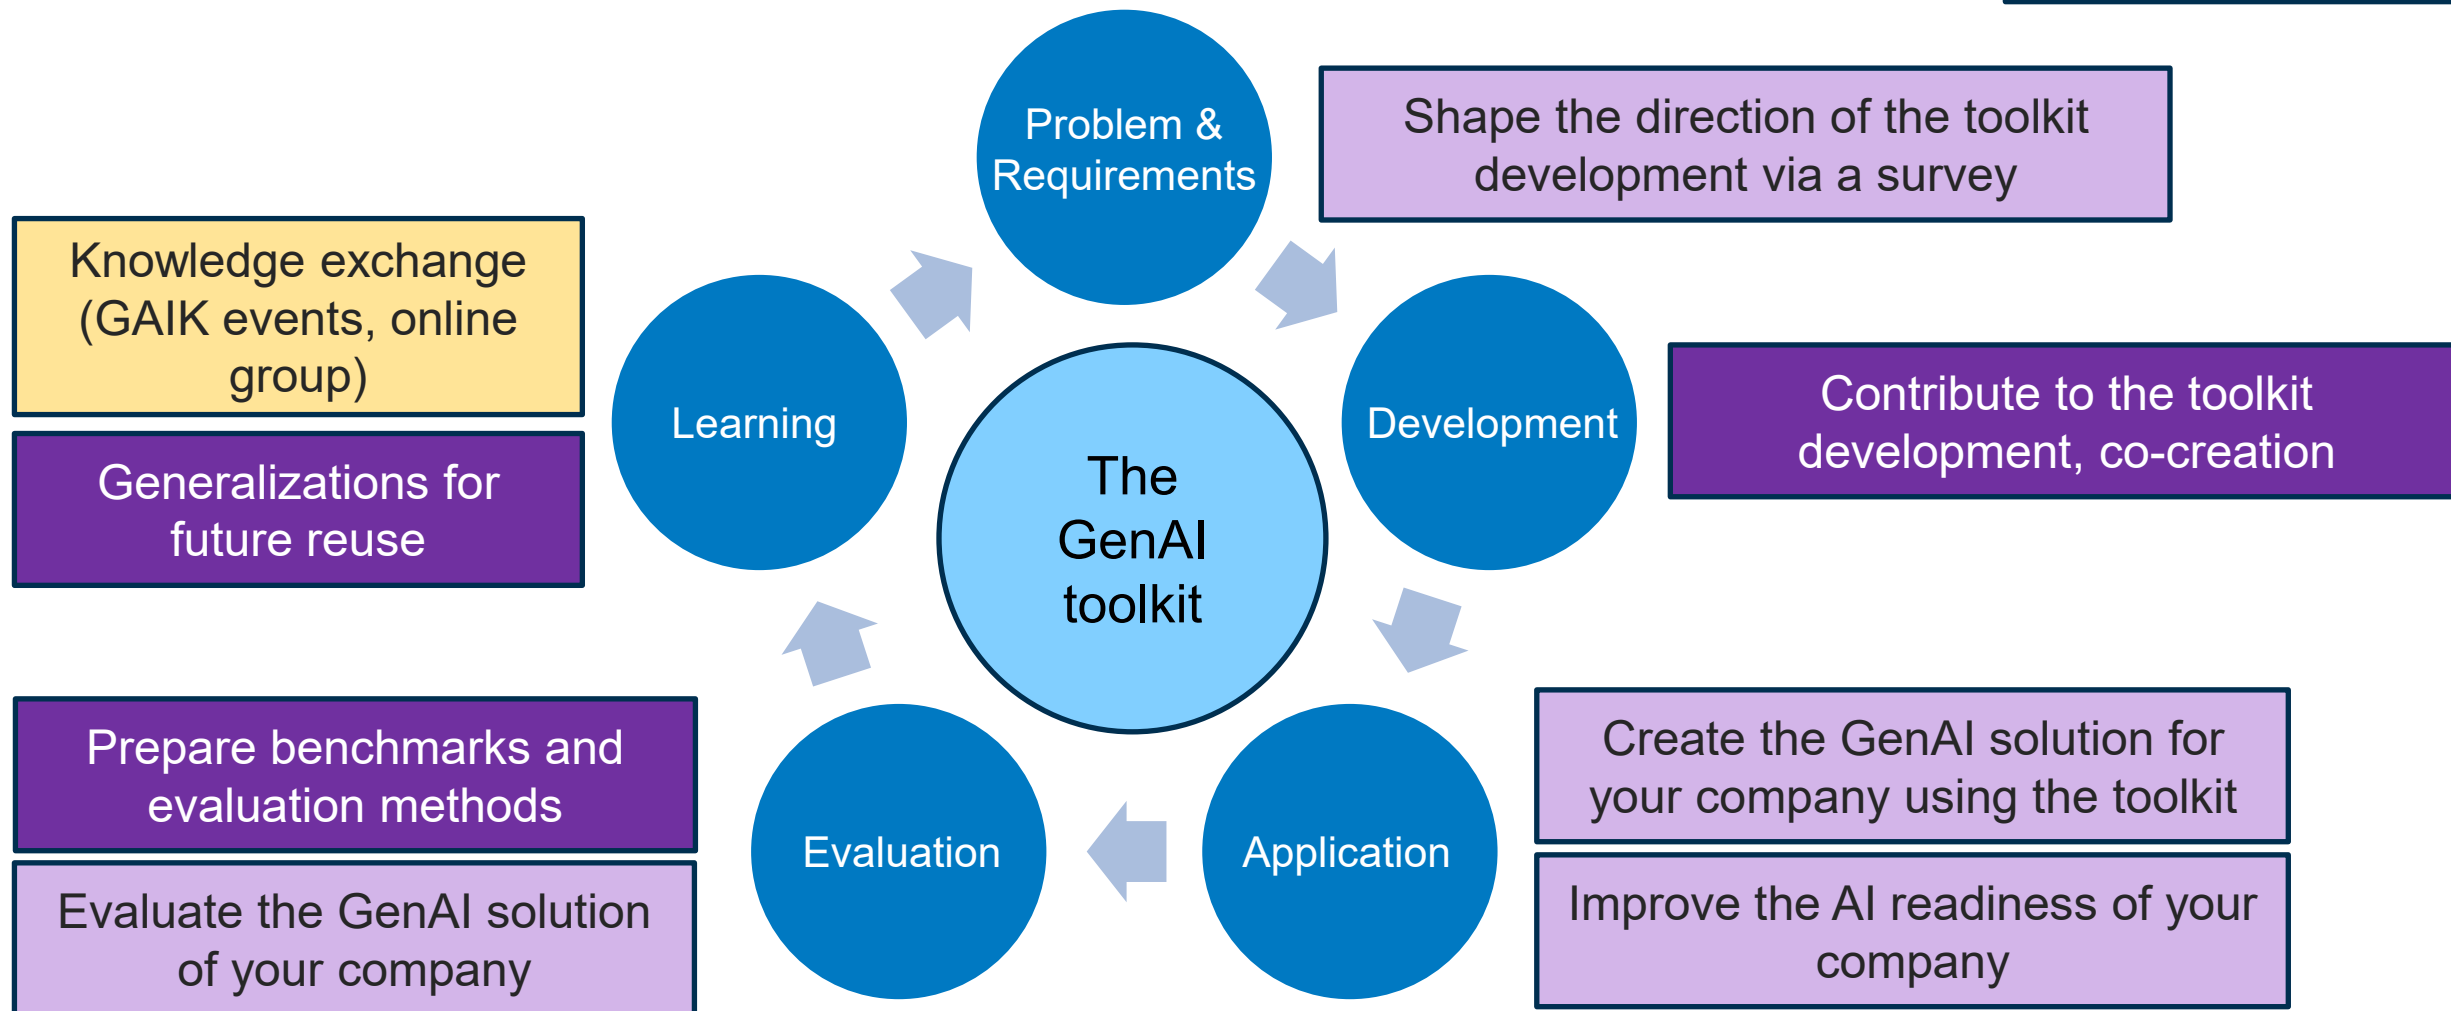 Problem &
Requirements
Shape the direction of the toolkit
development via a survey
Knowledge exchange
(GAIK events, online
group)
Generalizations for
future reuse
Learning
The
GenAI
toolkit
Development
Contribute to the toolkit
development, co-creation
Prepare benchmarks and
evaluation methods
Evaluate the GenAI solution
of your company
Evaluation
Application
Create the GenAI solution for
your company using the toolkit
Improve the AI readiness of your
company